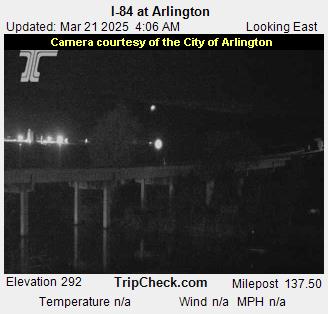 I-84 at Arlington
Updated: Mar 21 2025 4:06 AM Looking East
Camera courtesy of the City of Arlington
Elevation 292 TripCheck.com Milepost 137.50
Temperature n/a Wind n/a MPH n/a